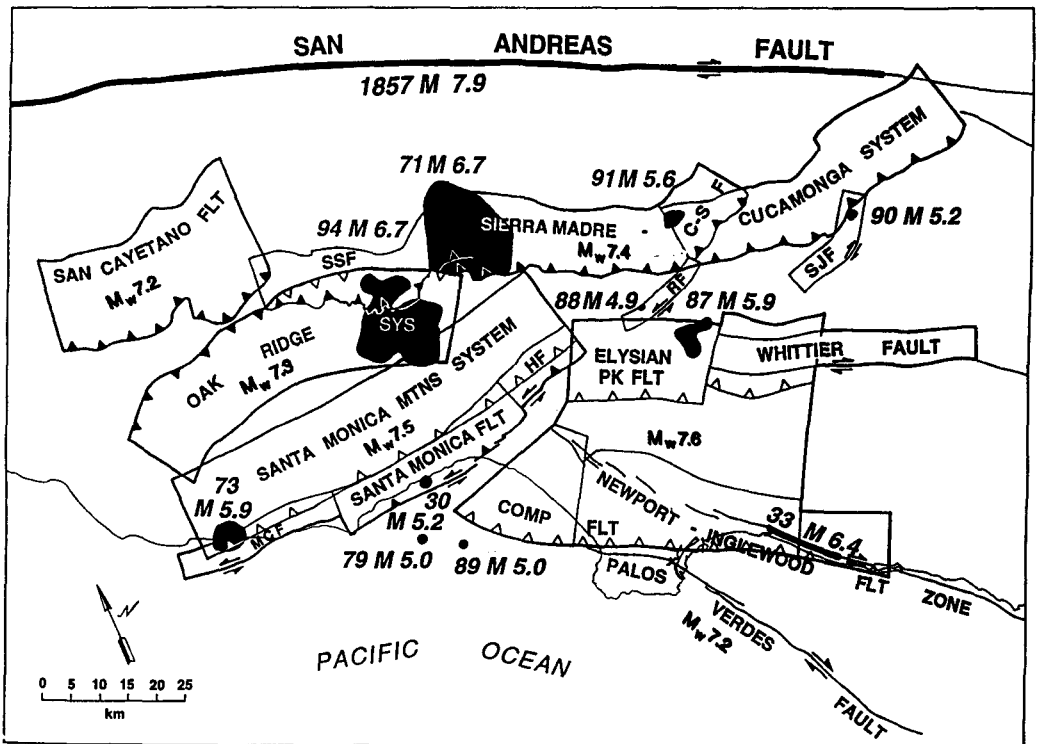 SAN ANDREAS FAULT
1857 M 7.9
71 M 6.7
91 M 5.6
C-S F
CUCAMONGA SYSTEM
90 M 5.2
SJF
SAN CAYETANO FLT
Mw7.2
94 M 6.7
SSF
SIERRA MADRE
Mw7.4
RF
88 M 4.9
87 M 5.9
SYS
OAK RIDGE
Mw7.3
SANTA MONICA MTNS SYSTEM
Mw7.5
HF
ELYSIAN
PK FLT
WHITTIER FAULT
Mw7.6
SANTA MONICA FLT
73
M 5.9
MCF
30
M 5.2
79 M 5.0
89 M 5.0
COMP FLT
NEWPORT - INGLEWOOD FLT ZONE
33 M 6.4
PALOS VERDES FAULT
Mw7.2
PACIFIC OCEAN
N
0 5 10 15 20 25
km